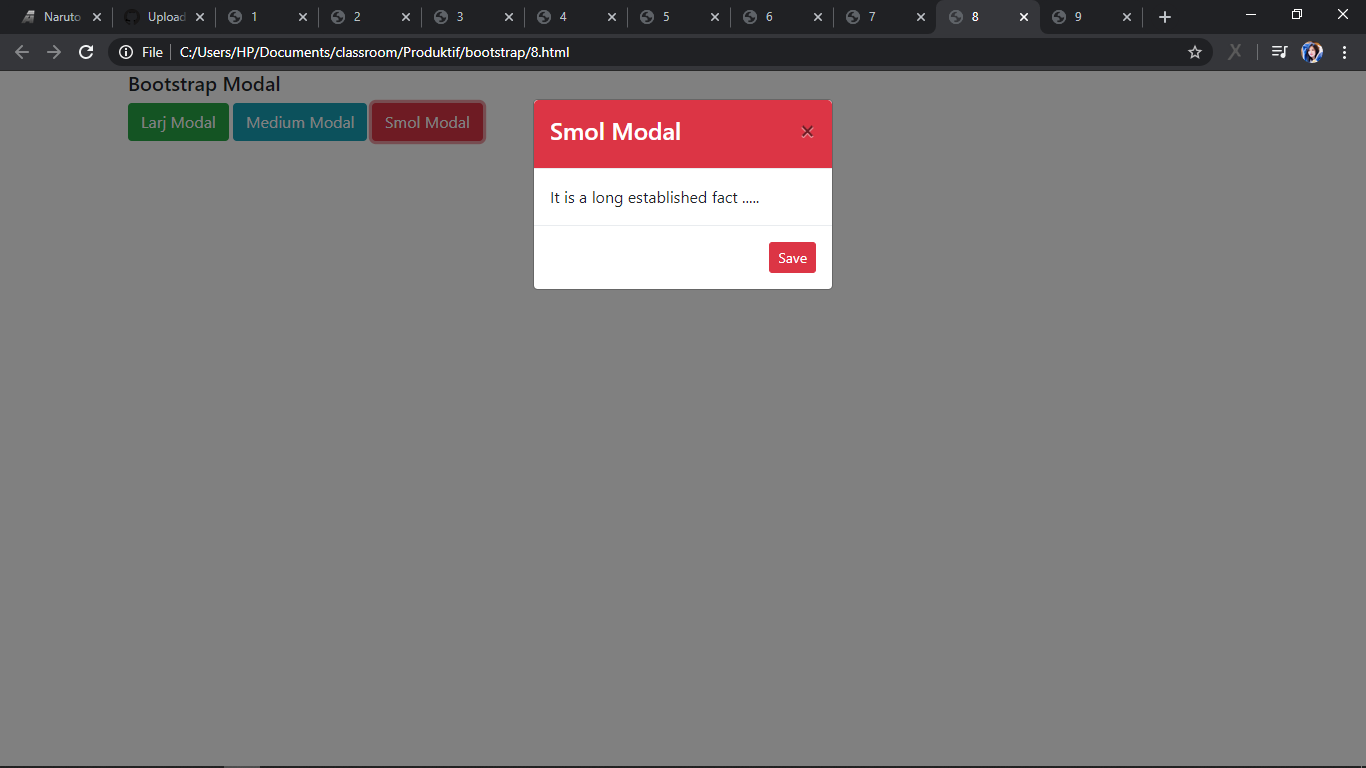 Naruto
Upload
1
2
3
4
5
6
7
8
9
File
C:/Users/HP/Documents/classroom/Produktif/bootstrap/8.html
X
Bootstrap Modal
Larj Modal
Medium Modal
Smol Modal
Smol Modal
×
It is a long established fact .....
Save